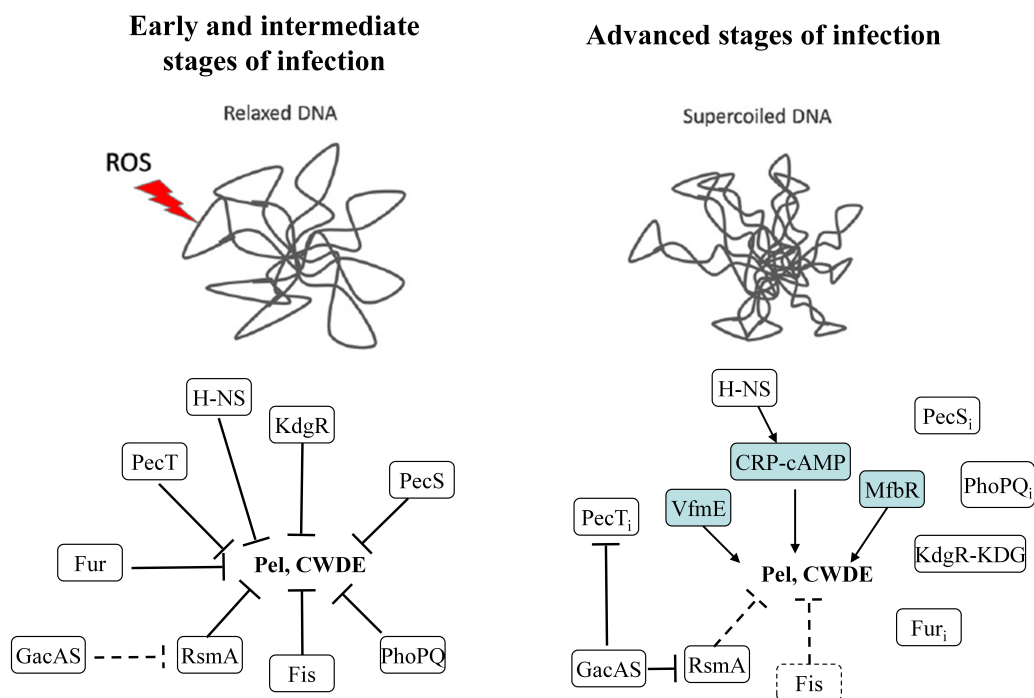 Early and intermediate
stages of infection
Relaxed DNA
ROS
H-NS
KdgR
PecT
PecS
Fur
Pel, CWDE
GacAS
RsmA
Fis
PhoPQ
Advanced stages of infection
Supercoiled DNA
H-NS
PecSi
CRP-cAMP
MfbR
PhoPQi
VfmE
PecTi
KdgR-KDG
Pel, CWDE
Furi
GacAS
RsmA
Fis